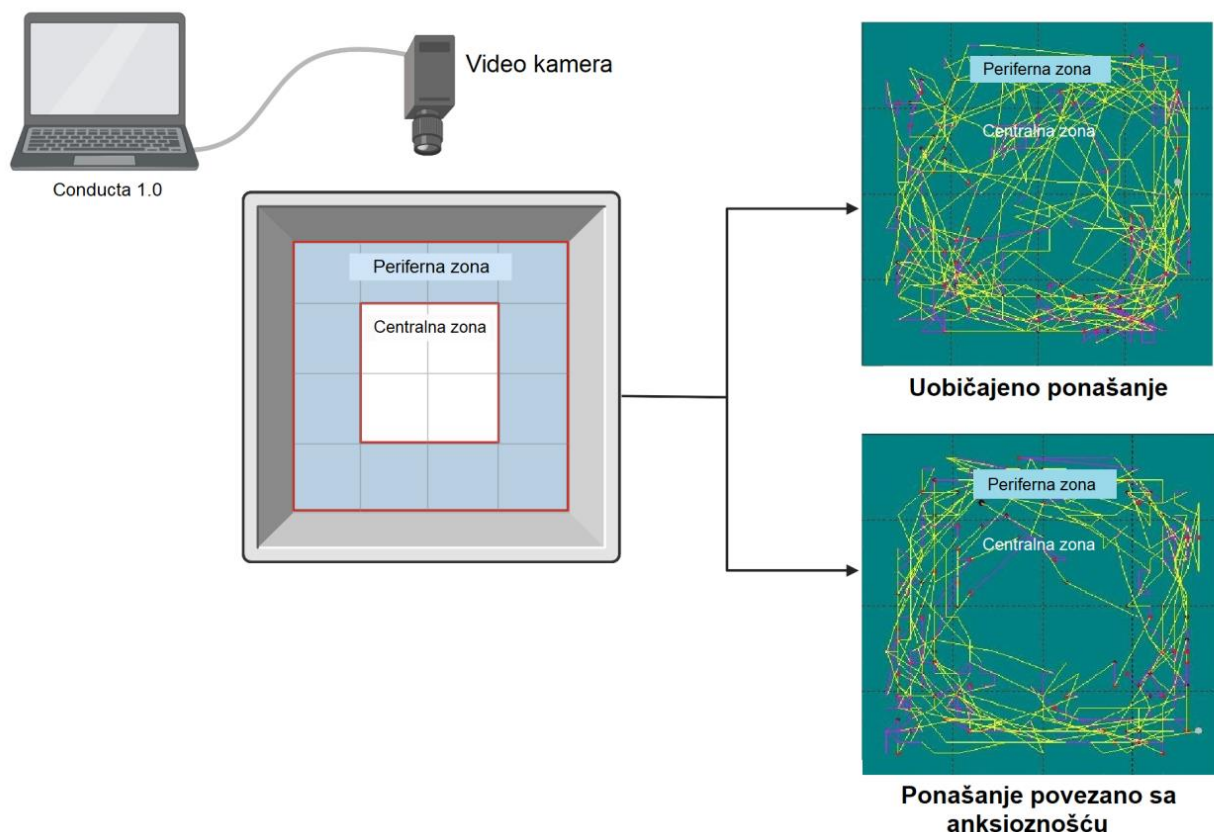 Video kamera
Conducta 1.0
Periferna zona
Centralna zona
Periferna zona
Centralna zona
Uobičajeno ponašanje
Periferna zona
Centralna zona
Ponašanje povezano sa
anksioznošću